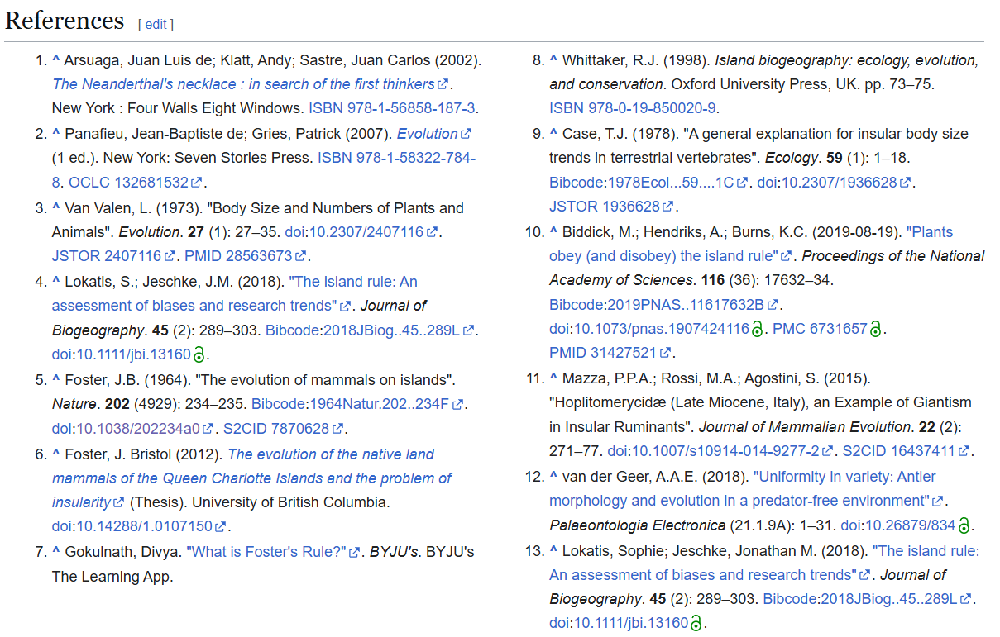 References [ edit ]
1. ^ Arsuaga, Juan Luis de; Klatt, Andy; Sastre, Juan Carlos (2002).
The Neanderthal's necklace : in search of the first thinkers.
New York : Four Walls Eight Windows. ISBN 978-1-56858-187-3.
2. ^ Panafieu, Jean-Baptiste de; Gries, Patrick (2007). Evolution
(1 ed.). New York: Seven Stories Press. ISBN 978-1-58322-784-
8. OCLC 132681532.
3. ^ Van Valen, L. (1973). "Body Size and Numbers of Plants and
Animals". Evolution. 27 (1): 27–35. doi:10.2307/2407116.
JSTOR 2407116. PMID 28563673.
4. ^ Lokatis, S.; Jeschke, J.M. (2018). "The island rule: An
assessment of biases and research trends". Journal of
Biogeography. 45 (2): 289–303. Bibcode:2018JBiog..45..289L.
doi:10.1111/jbi.13160.
5. ^ Foster, J.B. (1964). "The evolution of mammals on islands".
Nature. 202 (4929): 234–235. Bibcode:1964Natur.202..234F.
doi:10.1038/202234a0. S2CID 7870628.
6. ^ Foster, J. Bristol (2012). The evolution of the native land
mammals of the Queen Charlotte Islands and the problem of
insularity (Thesis). University of British Columbia.
doi:10.14288/1.0107150.
7. ^ Gokulnath, Divya. "What is Foster's Rule?". BYJU's. BYJU's
The Learning App.
8. ^ Whittaker, R.J. (1998). Island biogeography: ecology, evolution,
and conservation. Oxford University Press, UK. pp. 73–75.
ISBN 978-0-19-850020-9.
9. ^ Case, T.J. (1978). "A general explanation for insular body size
trends in terrestrial vertebrates". Ecology. 59 (1): 1–18.
Bibcode:1978Ecol...59....1C. doi:10.2307/1936628.
JSTOR 1936628.
10. ^ Biddick, M.; Hendriks, A.; Burns, K.C. (2019-08-19). "Plants
obey (and disobey) the island rule". Proceedings of the National
Academy of Sciences. 116 (36): 17632–34.
Bibcode:2019PNAS..11617632B.
doi:10.1073/pnas.1907424116. PMC 6731657.
PMID 31427521.
11. ^ Mazza, P.P.A.; Rossi, M.A.; Agostini, S. (2015).
"Hoplitomerycidæ (Late Miocene, Italy), an Example of Giantism
in Insular Ruminants". Journal of Mammalian Evolution. 22 (2):
271–77. doi:10.1007/s10914-014-9277-2. S2CID 16437411.
12. ^ van der Geer, A.A.E. (2018). "Uniformity in variety: Antler
morphology and evolution in a predator-free environment".
Palaeontologia Electronica (21.1.9A): 1–31. doi:10.26879/834.
13. ^ Lokatis, Sophie; Jeschke, Jonathan M. (2018). "The island rule:
An assessment of biases and research trends". Journal of
Biogeography. 45 (2): 289–303. Bibcode:2018JBiog..45..289L.
doi:10.1111/jbi.13160.